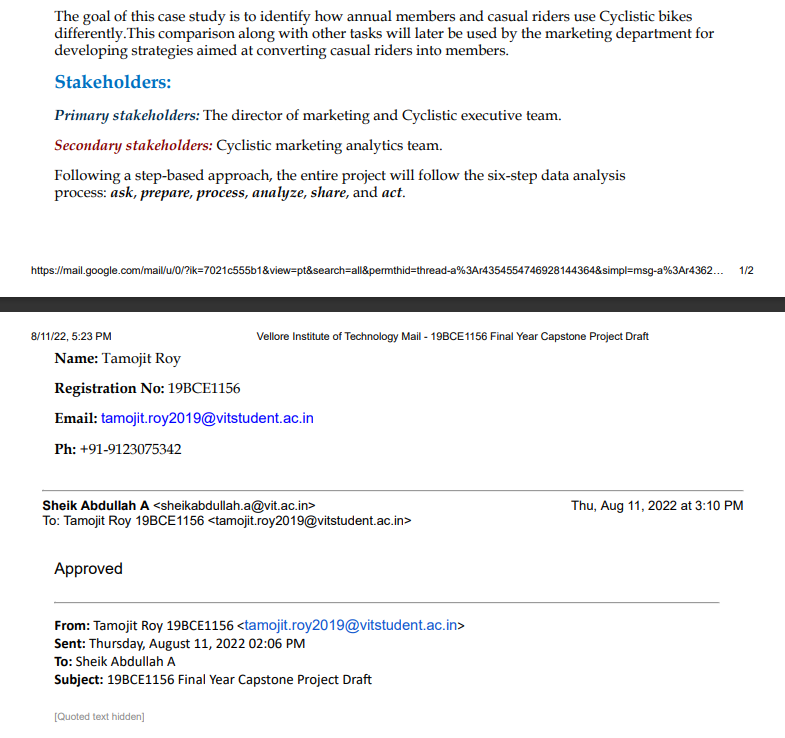 The goal of this case study is to identify how annual members and casual riders use Cyclistic bikes
differently.This comparison along with other tasks will later be used by the marketing department for
developing strategies aimed at converting casual riders into members.
Stakeholders:
Primary stakeholders: The director of marketing and Cyclistic executive team.
Secondary stakeholders: Cyclistic marketing analytics team.
Following a step-based approach, the entire project will follow the six-step data analysis
process: ask, prepare, process, analyze, share, and act.
https://mail.google.com/mail/u/0/?ik=7021c555b1&view=pt&search=all&permthid=thread-a%3Ar4354554746928144364&simpl=msg-a%3Ar4362... 1/2
8/11/22, 5:23 PM Vellore Institute of Technology Mail - 19BCE1156 Final Year Capstone Project Draft
Name: Tamojit Roy
Registration No: 19BCE1156
Email: tamojit.roy2019@vitstudent.ac.in
Ph: +91-9123075342
Sheik Abdullah A <sheikabdullah.a@vit.ac.in> Thu, Aug 11, 2022 at 3:10 PM
To: Tamojit Roy 19BCE1156 <tamojit.roy2019@vitstudent.ac.in>
Approved
From: Tamojit Roy 19BCE1156 <tamojit.roy2019@vitstudent.ac.in>
Sent: Thursday, August 11, 2022 02:06 PM
To: Sheik Abdullah A
Subject: 19BCE1156 Final Year Capstone Project Draft
[Quoted text hidden]